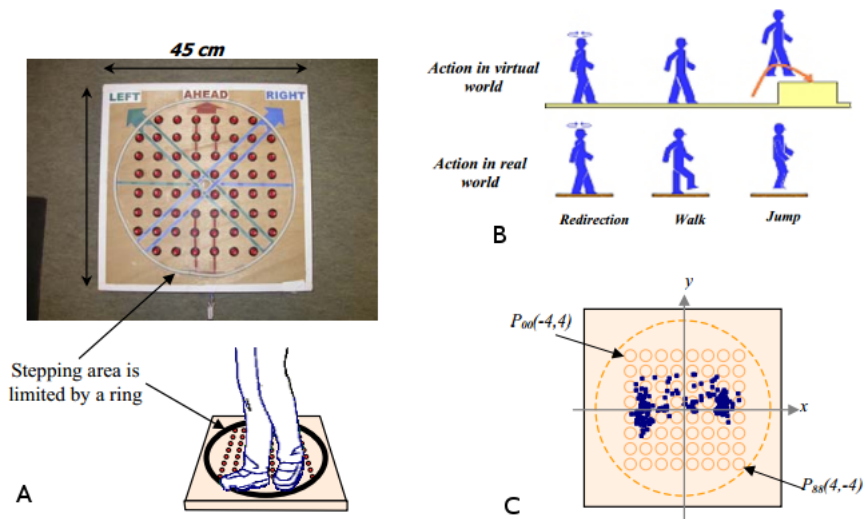 45 cm
LEFT
AHEAD
RIGHT
Stepping area is
limited by a ring
A
Action in virtual
world
Action in real
world
Redirection
Walk
Jump
B
y
P00(-4,4)
x
P88(4,-4)
C